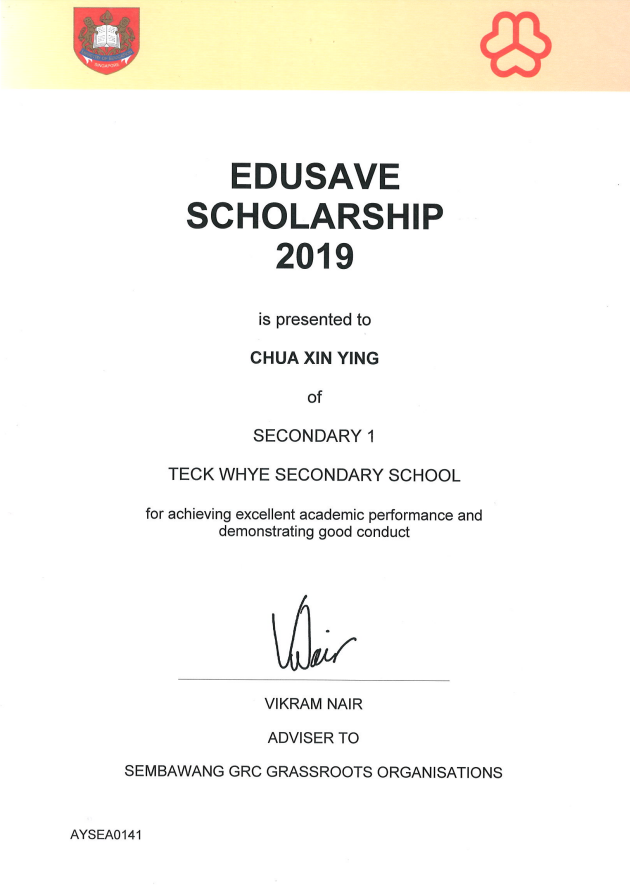 SINGAPORE
EDUSAVE
SCHOLARSHIP
2019
is presented to
CHUA XIN YING
of
SECONDARY 1
TECK WHYE SECONDARY SCHOOL
for achieving excellent academic performance and
demonstrating good conduct
VNair
VIKRAM NAIR
ADVISER TO
SEMBAWANG GRC GRASSROOTS ORGANISATIONS
AYSEA0141